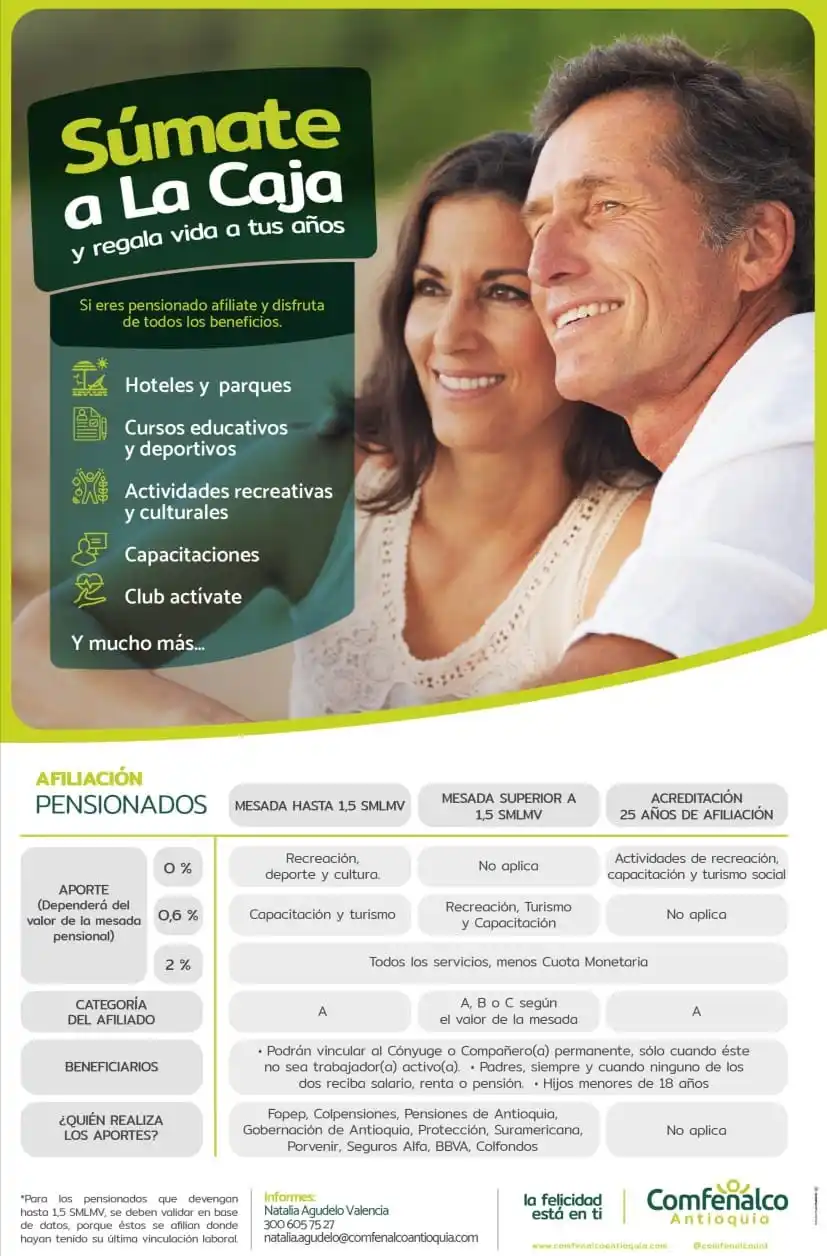 Súmate
a La Caja
y regala vida a tus años
Si eres pensionado afíliate y disfruta
de todos los beneficios.
Hoteles y parques
Cursos educativos
y deportivos
Actividades recreativas
y culturales
Capacitaciones
Club actívate
Y mucho más...
AFILIACIÓN
PENSIONADOS
MESADA HASTA 1,5 SMLMV
MESADA SUPERIOR A
1,5 SMLMV
ACREDITACIÓN
25 AÑOS DE AFILIACIÓN
APORTE
(Dependerá del
valor de la mesada
pensional)
0 %
Recreación,
deporte y cultura.
No aplica
Actividades de recreación,
capacitación y turismo social
0,6 %
Capacitación y turismo
Recreación, Turismo
y Capacitación
No aplica
2 %
Todos los servicios, menos Cuota Monetaria
CATEGORÍA
DEL AFILIADO
A
A, B o C según
el valor de la mesada
A
BENEFICIARIOS
• Podrán vincular al Cónyuge o Compañero(a) permanente, sólo cuando éste
no sea trabajador(a) activo(a). • Padres, siempre y cuando ninguno de los
dos reciba salario, renta o pensión. • Hijos menores de 18 años
¿QUIÉN REALIZA
LOS APORTES?
Fopep, Colpensiones, Pensiones de Antioquia,
Gobernación de Antioquia, Protección, Suramericana,
Porvenir, Seguros Alfa, BBVA, Colfondos
No aplica
*Para los pensionados que devengan
hasta 1,5 SMLMV, se deben validar en base
de datos, porque éstos se afilian donde
hayan tenido su última vinculación laboral.
Informes:
Natalia Agudelo Valencia
300 605 75 27
natalia.agudelo@comfenalcoantioquia.com
la felicidad
está en ti
Comfenalco
Antioquia
www.comfenalcoantioquia.com
@comfenalcoant